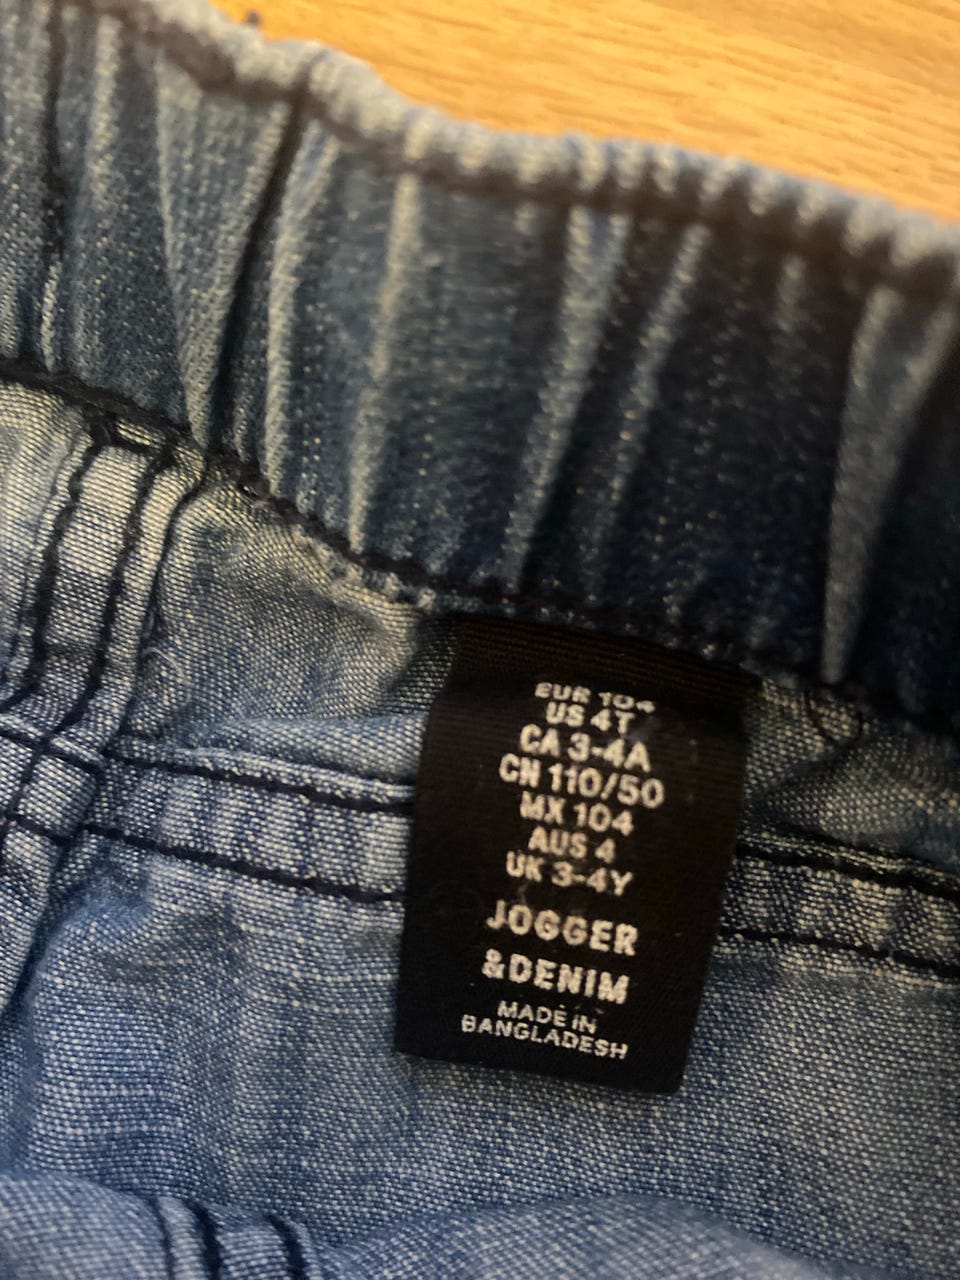 EUR 104
US 4T
CA 3-4A
CN 110/50
MX 104
AUS 4
UK 3-4Y
JOGGER
&DENIM
MADE IN
BANGLADESH